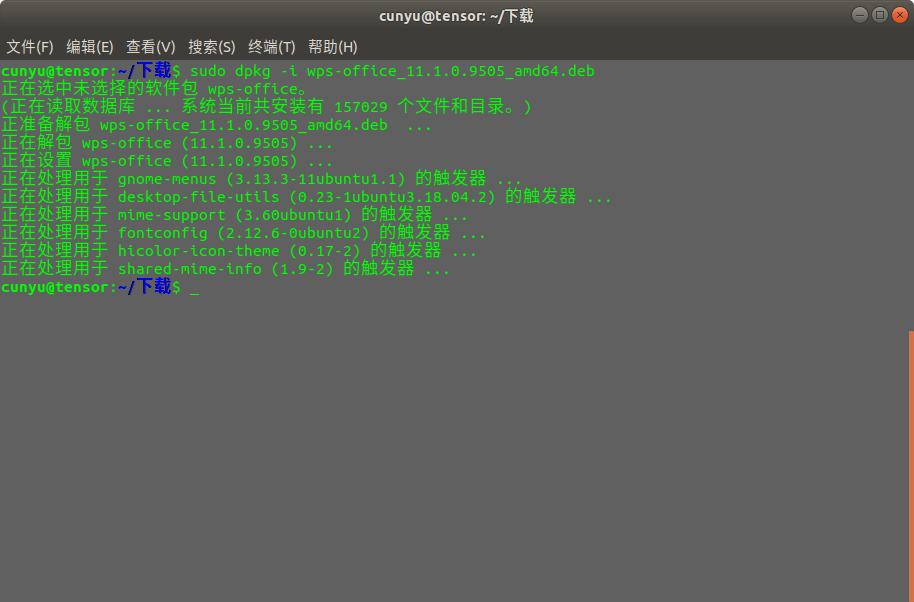 cunyu@tensor: ~/下载
文件(F) 编辑(E) 查看(V) 搜索(S) 终端(T) 帮助(H)
cunyu@tensor:~/下载$ sudo dpkg -i wps-office_11.1.0.9505_amd64.deb
正在选中未选择的软件包 wps-office。
(正在读取数据库 ... 系统当前共安装有 157029 个文件和目录。)
正准备解包 wps-office_11.1.0.9505_amd64.deb  ...
正在解包 wps-office (11.1.0.9505) ...
正在设置 wps-office (11.1.0.9505) ...
正在处理用于 gnome-menus (3.13.3-11ubuntu1.1) 的触发器 ...
正在处理用于 desktop-file-utils (0.23-1ubuntu3.18.04.2) 的触发器 ...
正在处理用于 mime-support (3.60ubuntu1) 的触发器 ...
正在处理用于 fontconfig (2.12.6-0ubuntu2) 的触发器 ...
正在处理用于 hicolor-icon-theme (0.17-2) 的触发器 ...
正在处理用于 shared-mime-info (1.9-2) 的触发器 ...
cunyu@tensor:~/下载$ _